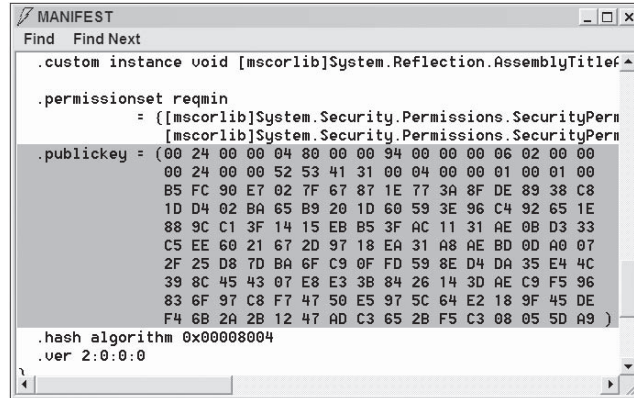 MANIFEST
Find Find Next
.custom instance void [mscorlib]System.Reflection.AssemblyTitleA
.permissionset reqmin
= {[mscorlib]System.Security.Permissions.SecurityPerm
[mscorlib]System.Security.Permissions.SecurityPerm
.publickey = (00 24 00 00 04 80 00 00 94 00 00 00 06 02 00 00
00 24 00 00 52 53 41 31 00 04 00 00 01 00 01 00
B5 FC 90 E7 02 7F 67 87 1E 77 3A 8F DE 89 38 C8
1D D4 02 BA 65 B9 20 1D 60 59 3E 96 C4 92 65 1E
88 9C C1 3F 14 15 EB B5 3F AC 11 31 AE 0B D3 33
C5 EE 60 21 67 2D 97 18 EA 31 A8 AE BD 0D A0 07
2F 25 D8 7D BA 6F C9 0F FD 59 8E D4 DA 35 E4 4C
39 8C 45 43 07 E8 E3 3B 84 26 14 3D AE C9 F5 96
83 6F 97 C8 F7 47 50 E5 97 5C 64 E2 18 9F 45 DE
F4 6B 2A 2B 12 47 AD C3 65 2B F5 C3 08 05 5D A9 )
.hash algorithm 0x00008004
.ver 2:0:0:0
}